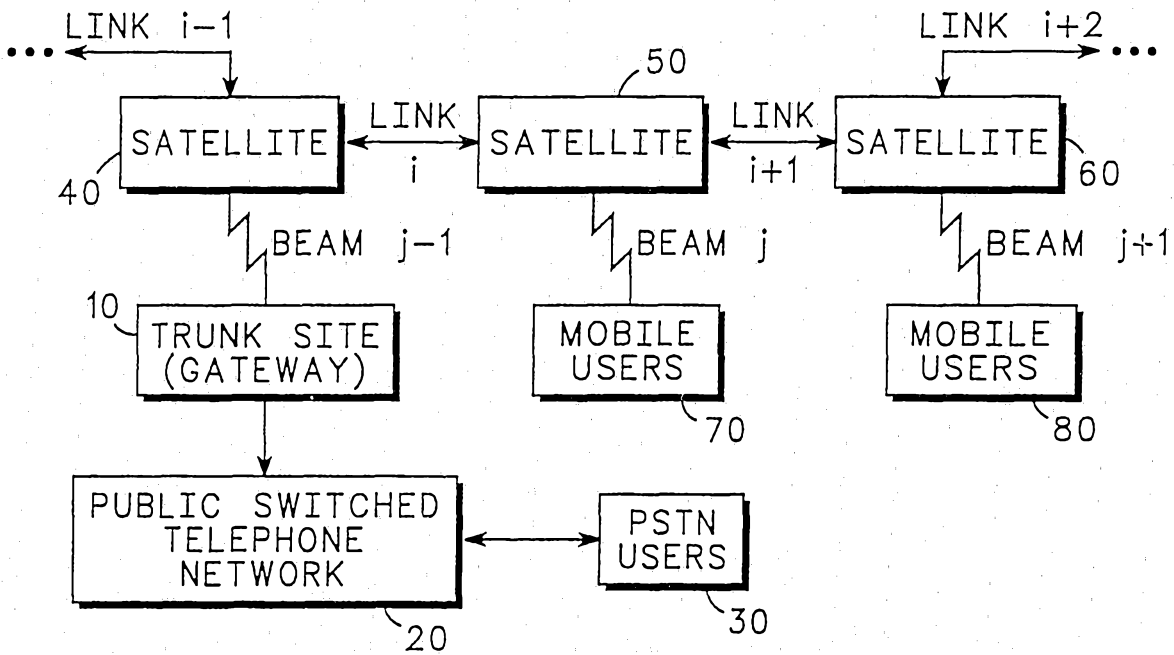 LINK i-1
LINK i+2
50
SATELLITE
LINK
i
SATELLITE
LINK
i+1
SATELLITE
40
60
BEAM j-1
BEAM j
BEAM j+1
10
TRUNK SITE
(GATEWAY)
MOBILE
USERS
MOBILE
USERS
70
80
PUBLIC SWITCHED
TELEPHONE
NETWORK
PSTN
USERS
20
30